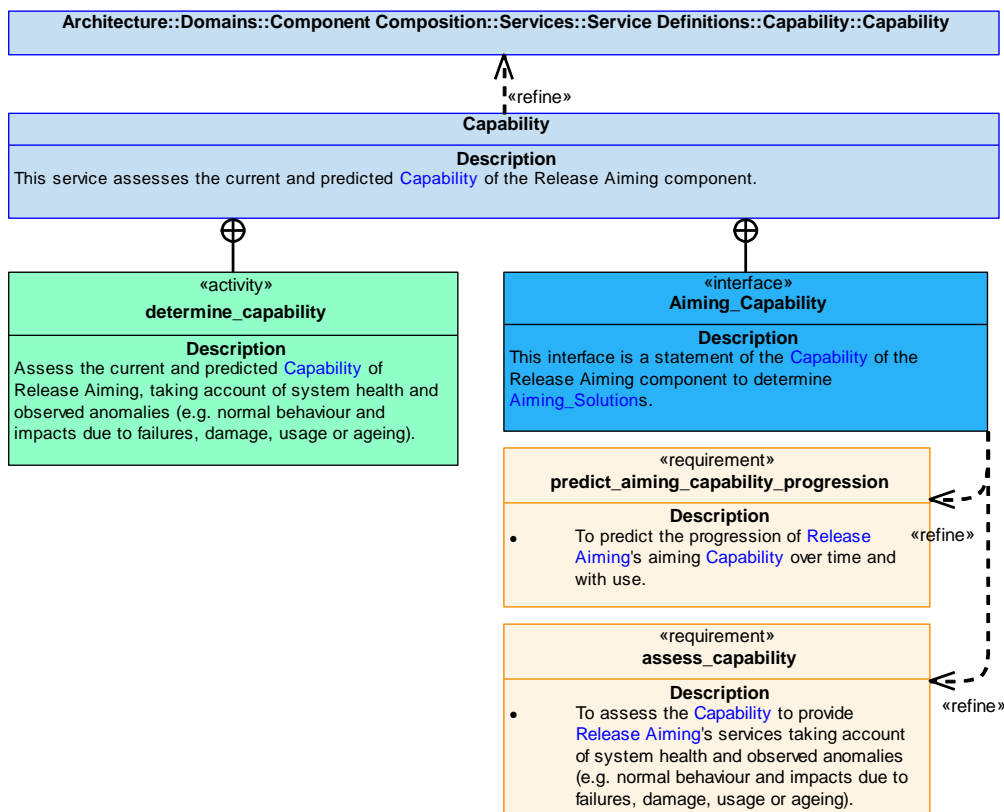 Architecture::Domains::Component Composition::Services::Service Definitions::Capability::Capability
«refine»
Capability
Description
This service assesses the current and predicted Capability of the Release Aiming component.
«activity»
determine_capability
Description
Assess the current and predicted Capability of
Release Aiming, taking account of system health and
observed anomalies (e.g. normal behaviour and
impacts due to failures, damage, usage or ageing).
«interface»
Aiming_Capability
Description
This interface is a statement of the Capability of the
Release Aiming component to determine
Aiming_Solutions.
«requirement»
predict_aiming_capability_progression
Description
• To predict the progression of Release
Aiming's aiming Capability over time and
with use.
«refine»
«requirement»
assess_capability
Description
• To assess the Capability to provide
Release Aiming's services taking account
of system health and observed anomalies
(e.g. normal behaviour and impacts due to
failures, damage, usage or ageing).
«refine»